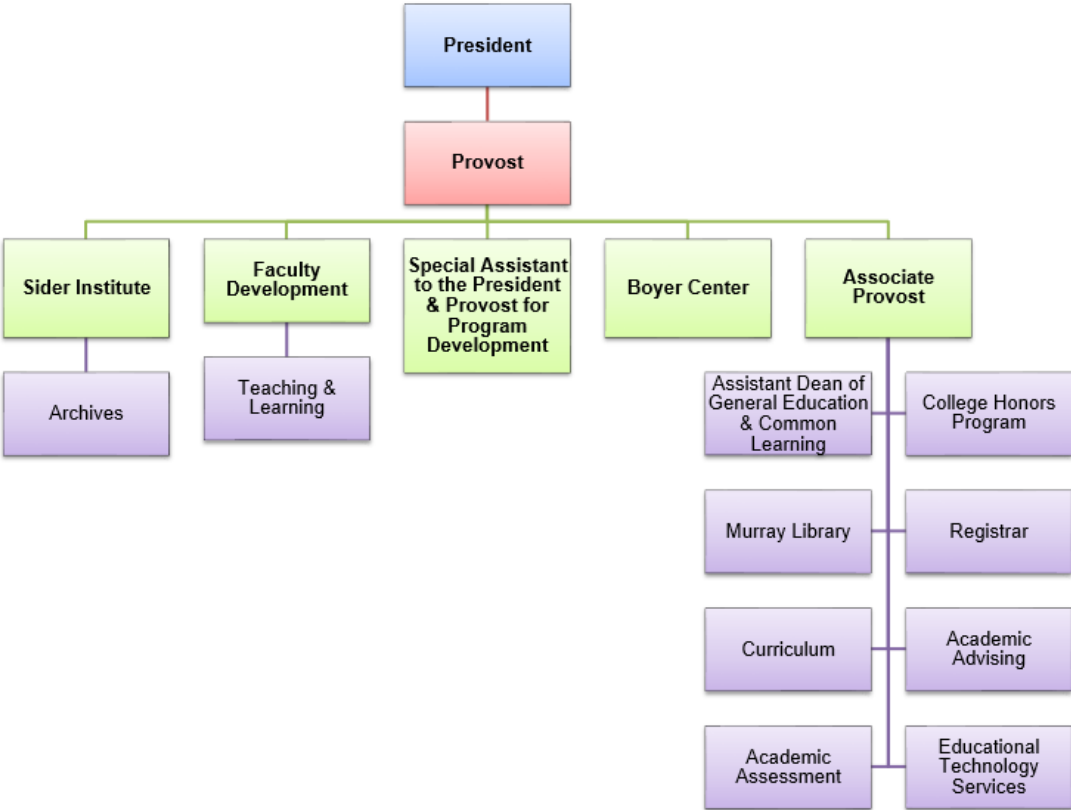 President
Provost
Sider Institute
Faculty
Development
Special Assistant
to the President
& Provost for
Program
Development
Boyer Center
Associate
Provost
Archives
Teaching &
Learning
Assistant Dean of
General Education
& Common
Learning
College Honors
Program
Murray Library
Registrar
Curriculum
Academic
Advising
Academic
Assessment
Educational
Technology
Services